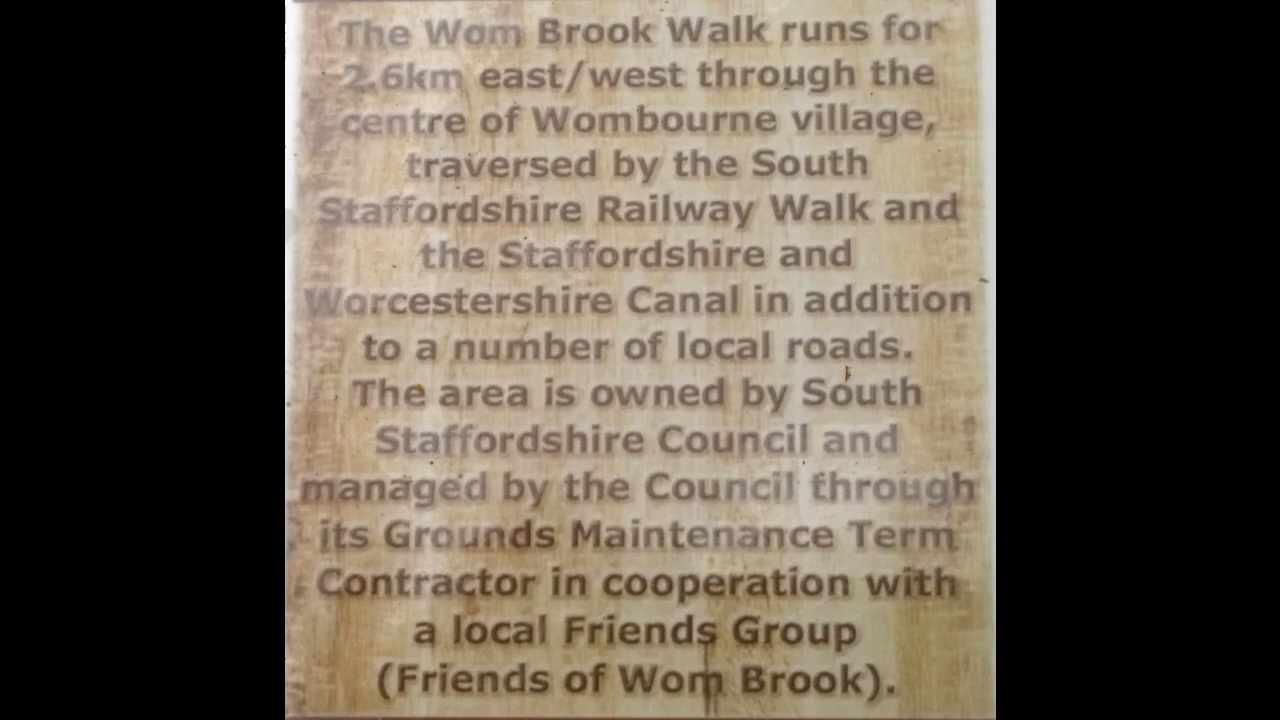 The Wom Brook Walk runs for
2.6km east/west through the
centre of Wombourne village,
traversed by the South
Staffordshire Railway Walk and
the Staffordshire and
Worcestershire Canal in addition
to a number of local roads.
The area is owned by South
Staffordshire Council and
managed by the Council through
its Grounds Maintenance Term
Contractor in cooperation with
a local Friends Group
(Friends of Wom Brook).